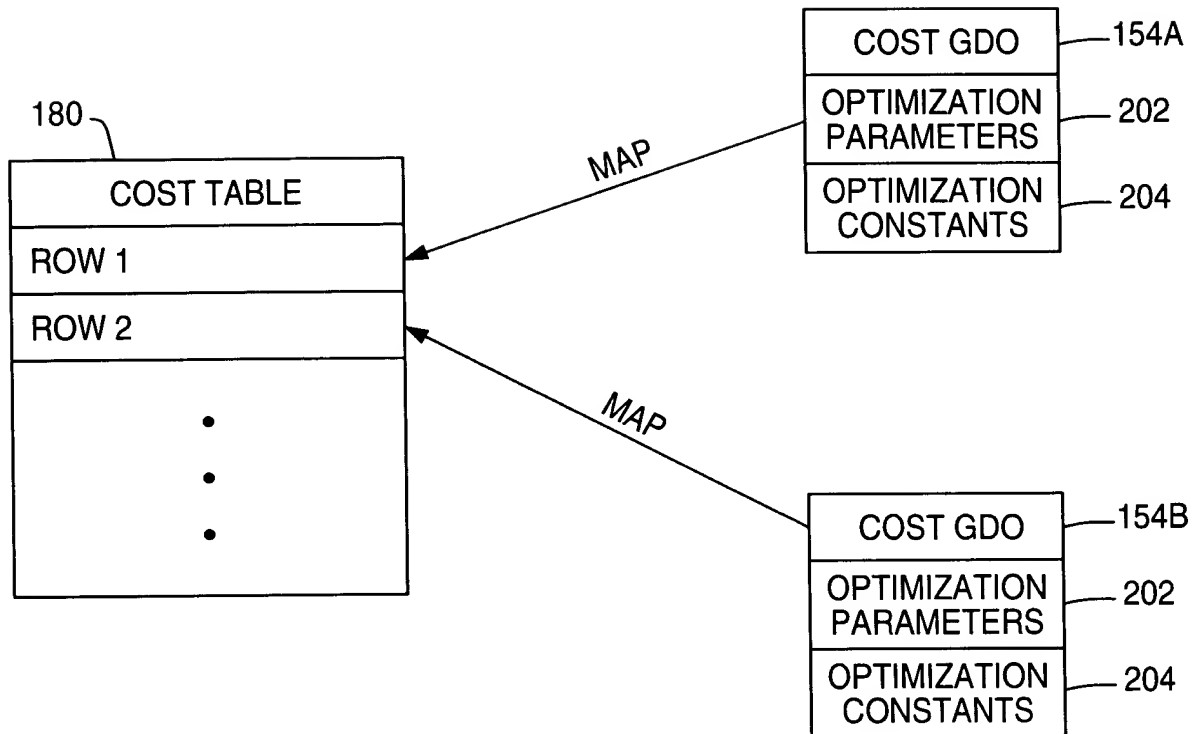 COST GDO
154A
OPTIMIZATION
PARAMETERS
202
OPTIMIZATION
CONSTANTS
204
MAP
180
COST TABLE
ROW 1
ROW 2
MAP
COST GDO
154B
OPTIMIZATION
PARAMETERS
202
OPTIMIZATION
CONSTANTS
204